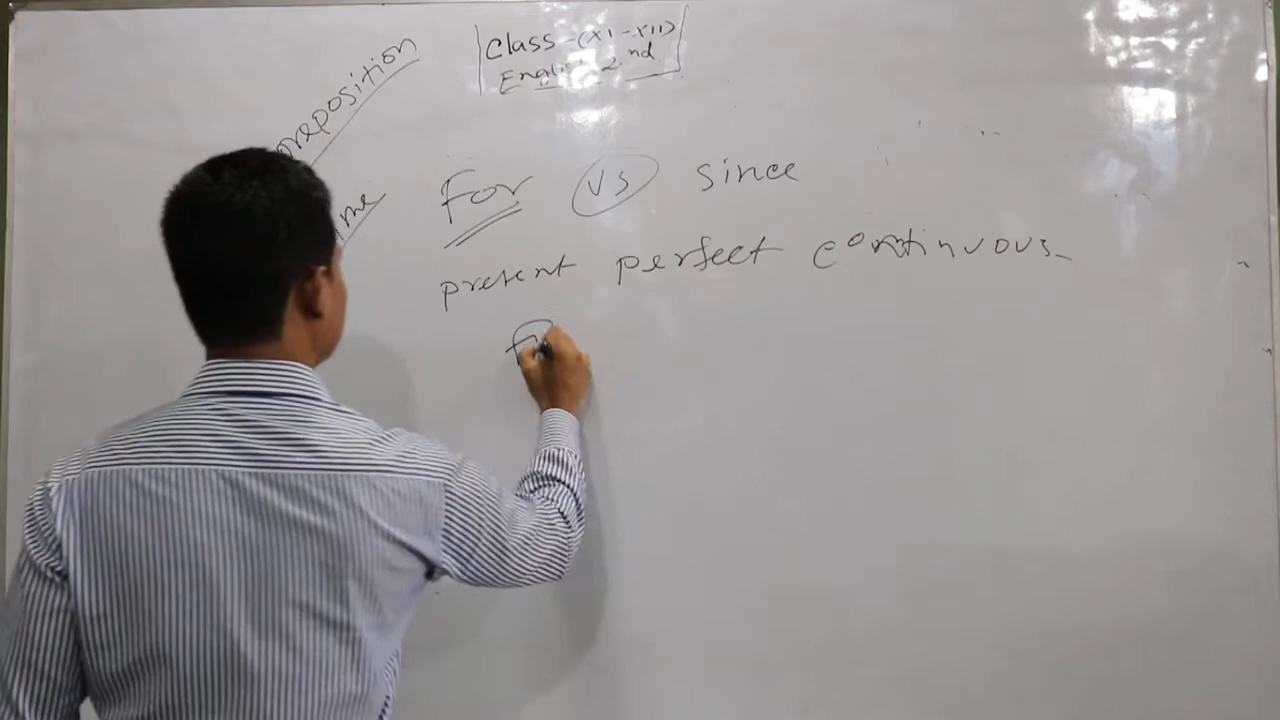 Class-(XI-XII)
English 2nd
preposition
For vs since
present perfect continuous